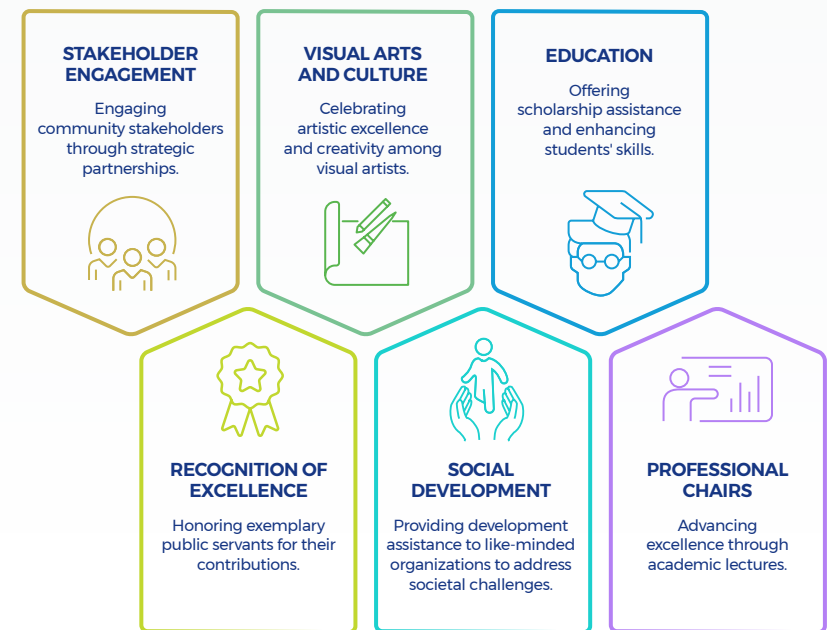 STAKEHOLDER
ENGAGEMENT
Engaging
community stakeholders
through strategic
partnerships.
VISUAL ARTS
AND CULTURE
Celebrating
artistic excellence
and creativity among
visual artists.
EDUCATION
Offering
scholarship assistance
and enhancing
students' skills.
RECOGNITION OF
EXCELLENCE
Honoring exemplary
public servants for their
contributions.
SOCIAL
DEVELOPMENT
Providing development
assistance to like-minded
organizations to address
societal challenges.
PROFESSIONAL
CHAIRS
Advancing
excellence through
academic lectures.